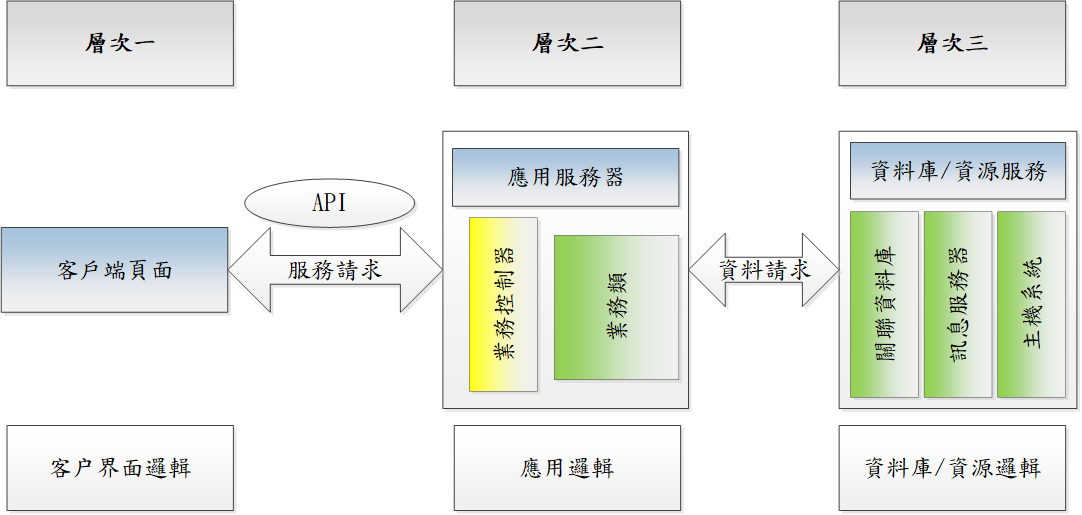 層次一
層次二
層次三
應用服務器
資料庫/資源服務
API
客戶端頁面
服務請求
業務控制器
業務類
資料請求
關聯資料庫
訊息服務器
主機系統
客户界面邏輯
應用邏輯
資料庫/資源邏輯